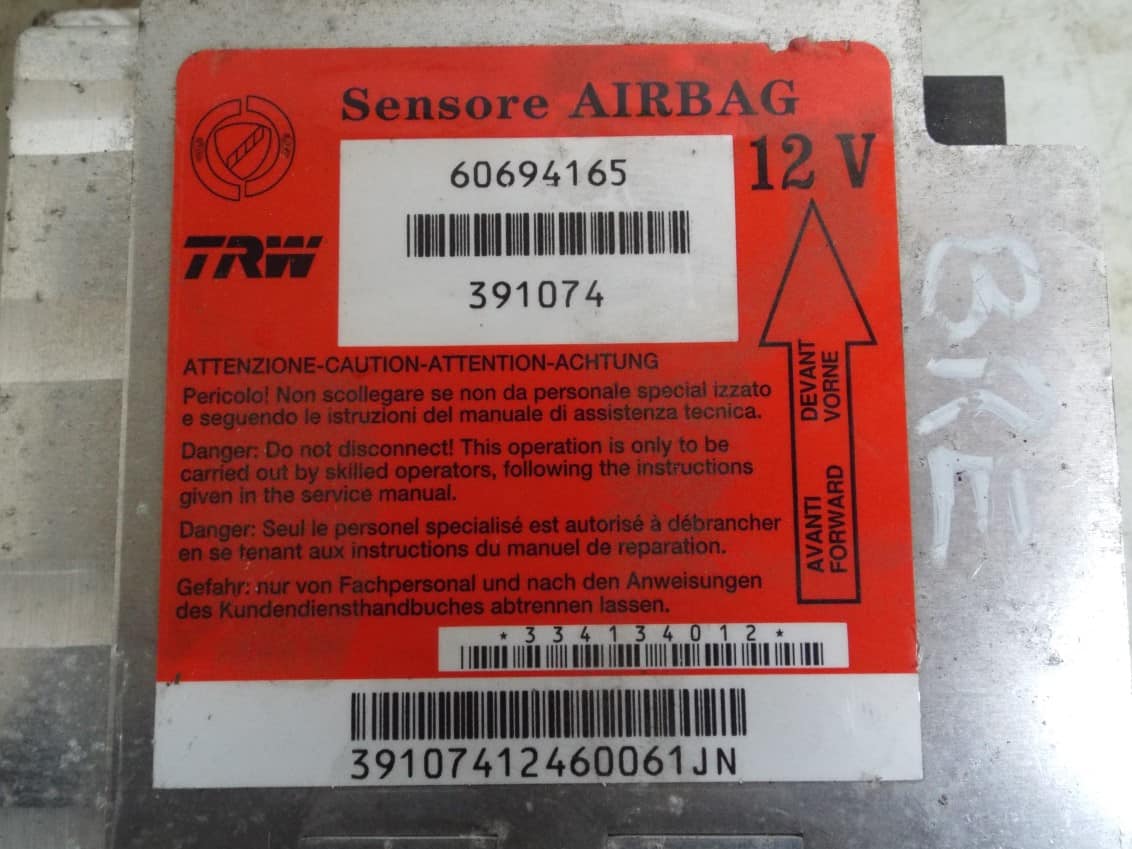 Sensore AIRBAG
12 V
60694165
391074
TRW
DEVANT
VORNE
AVANTI
FORWARD
ATTENZIONE-CAUTION-ATTENTION-ACHTUNG
Pericolo! Non scollegare se non da personale special izzato
e seguendo le istruzioni del manuale di assistenza tecnica.
Danger: Do not disconnect! This operation is only to be
carried out by skilled operators, following the instructions
given in the service manual.
Danger: Seul le personel specialisé est autorisé à débrancher
en se tenant aux instructions du manuel de reparation.
Gefahr: nur von Fachpersonal und nach den Anweisungen
des Kundendiensthandbuches abtrennen lassen.
*334134012*
39107412460061JN